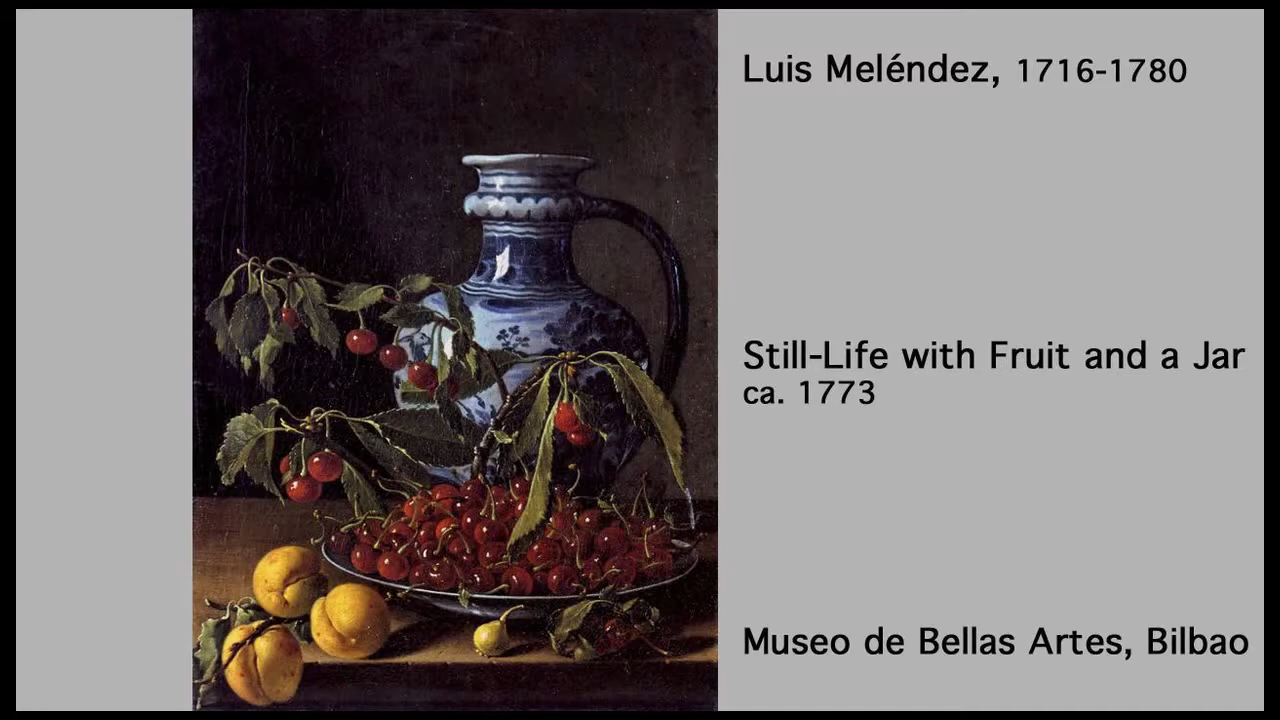 Luis Meléndez, 1716-1780
Still-Life with Fruit and a Jar
ca. 1773
Museo de Bellas Artes, Bilbao